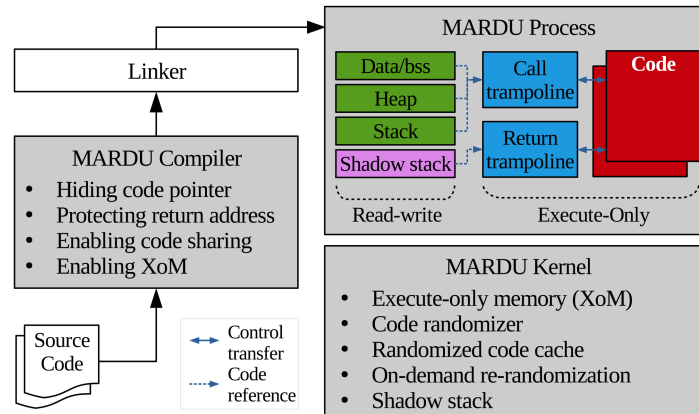 MARDU Process
Linker
Data/bss
Heap
Stack
Shadow stack
Call
trampoline
Return
trampoline
Code
Read-write
Execute-Only
MARDU Compiler
• Hiding code pointer
• Protecting return address
• Enabling code sharing
• Enabling XoM
MARDU Kernel
• Execute-only memory (XoM)
• Code randomizer
• Randomized code cache
• On-demand re-randomization
• Shadow stack
Source
Code
Control
transfer
Code
reference